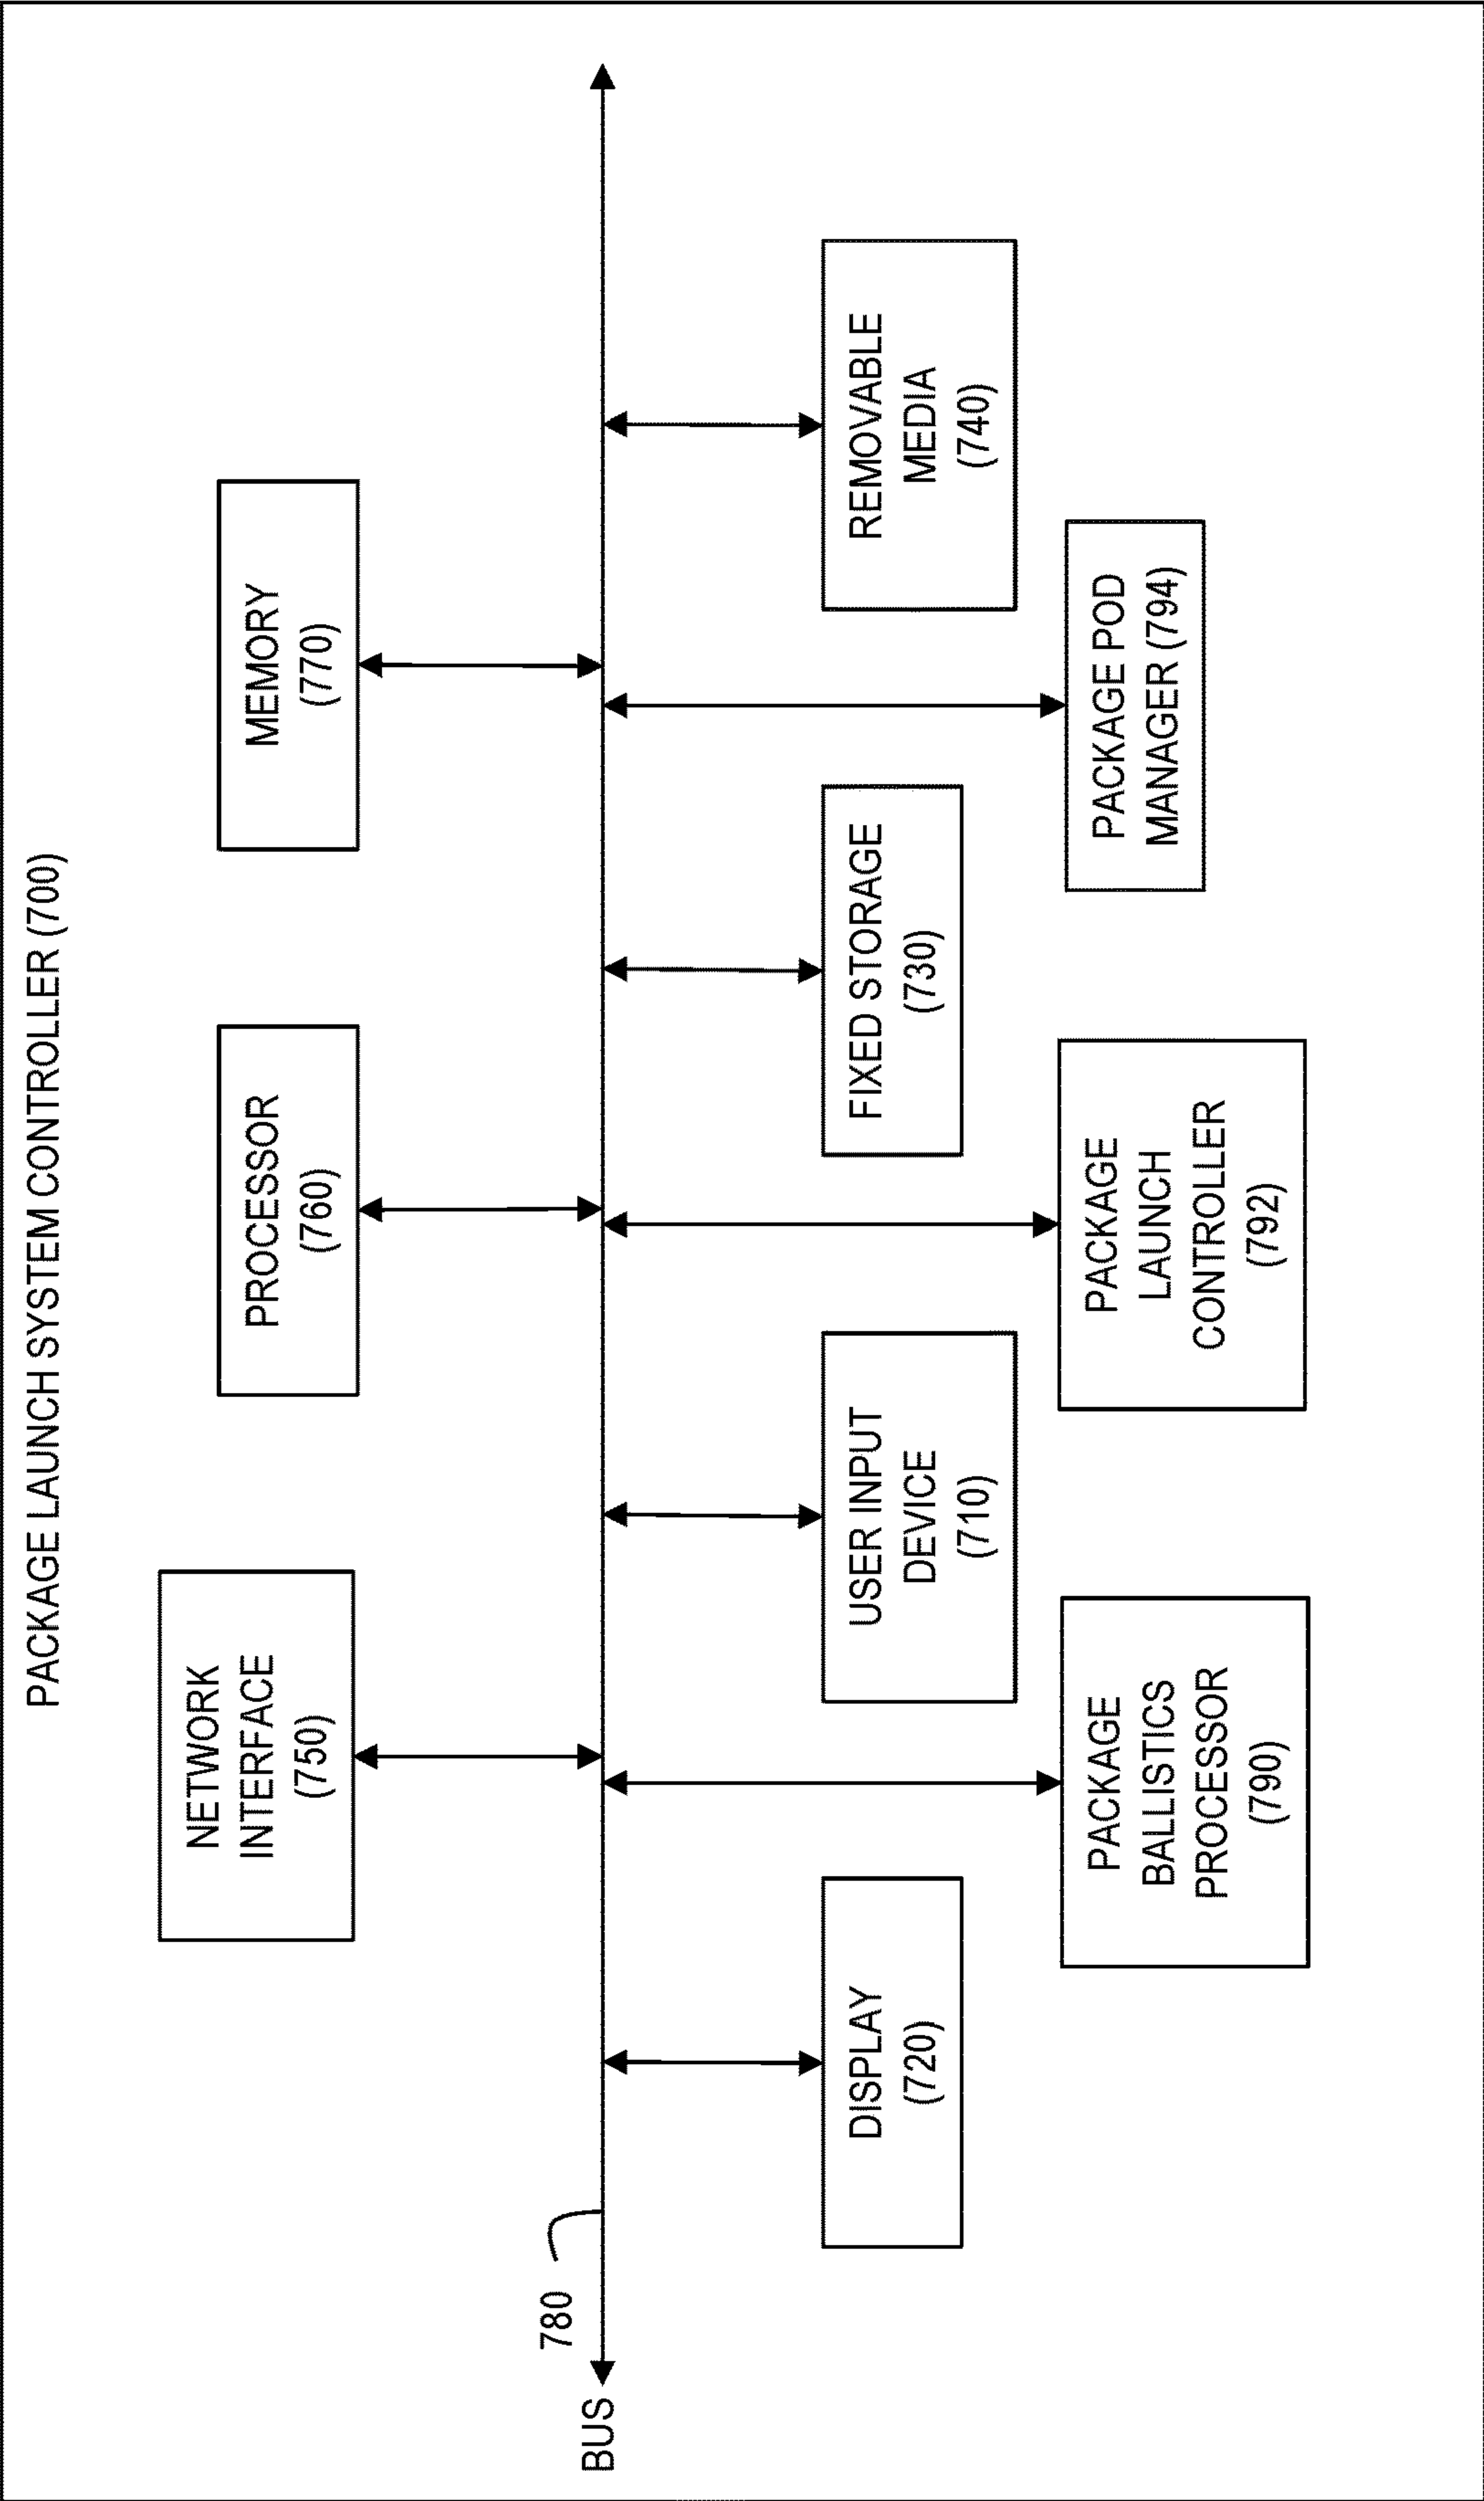 PACKAGE LAUNCH SYSTEM CONTROLLER (700)
NETWORK
INTERFACE
(750)
PROCESSOR
(760)
MEMORY
(770)
780
BUS
DISPLAY
(720)
USER INPUT
DEVICE
(710)
FIXED STORAGE
(730)
REMOVABLE
MEDIA
(740)
PACKAGE
BALLISTICS
PROCESSOR
(790)
PACKAGE
LAUNCH
CONTROLLER
(792)
PACKAGE POD
MANAGER (794)